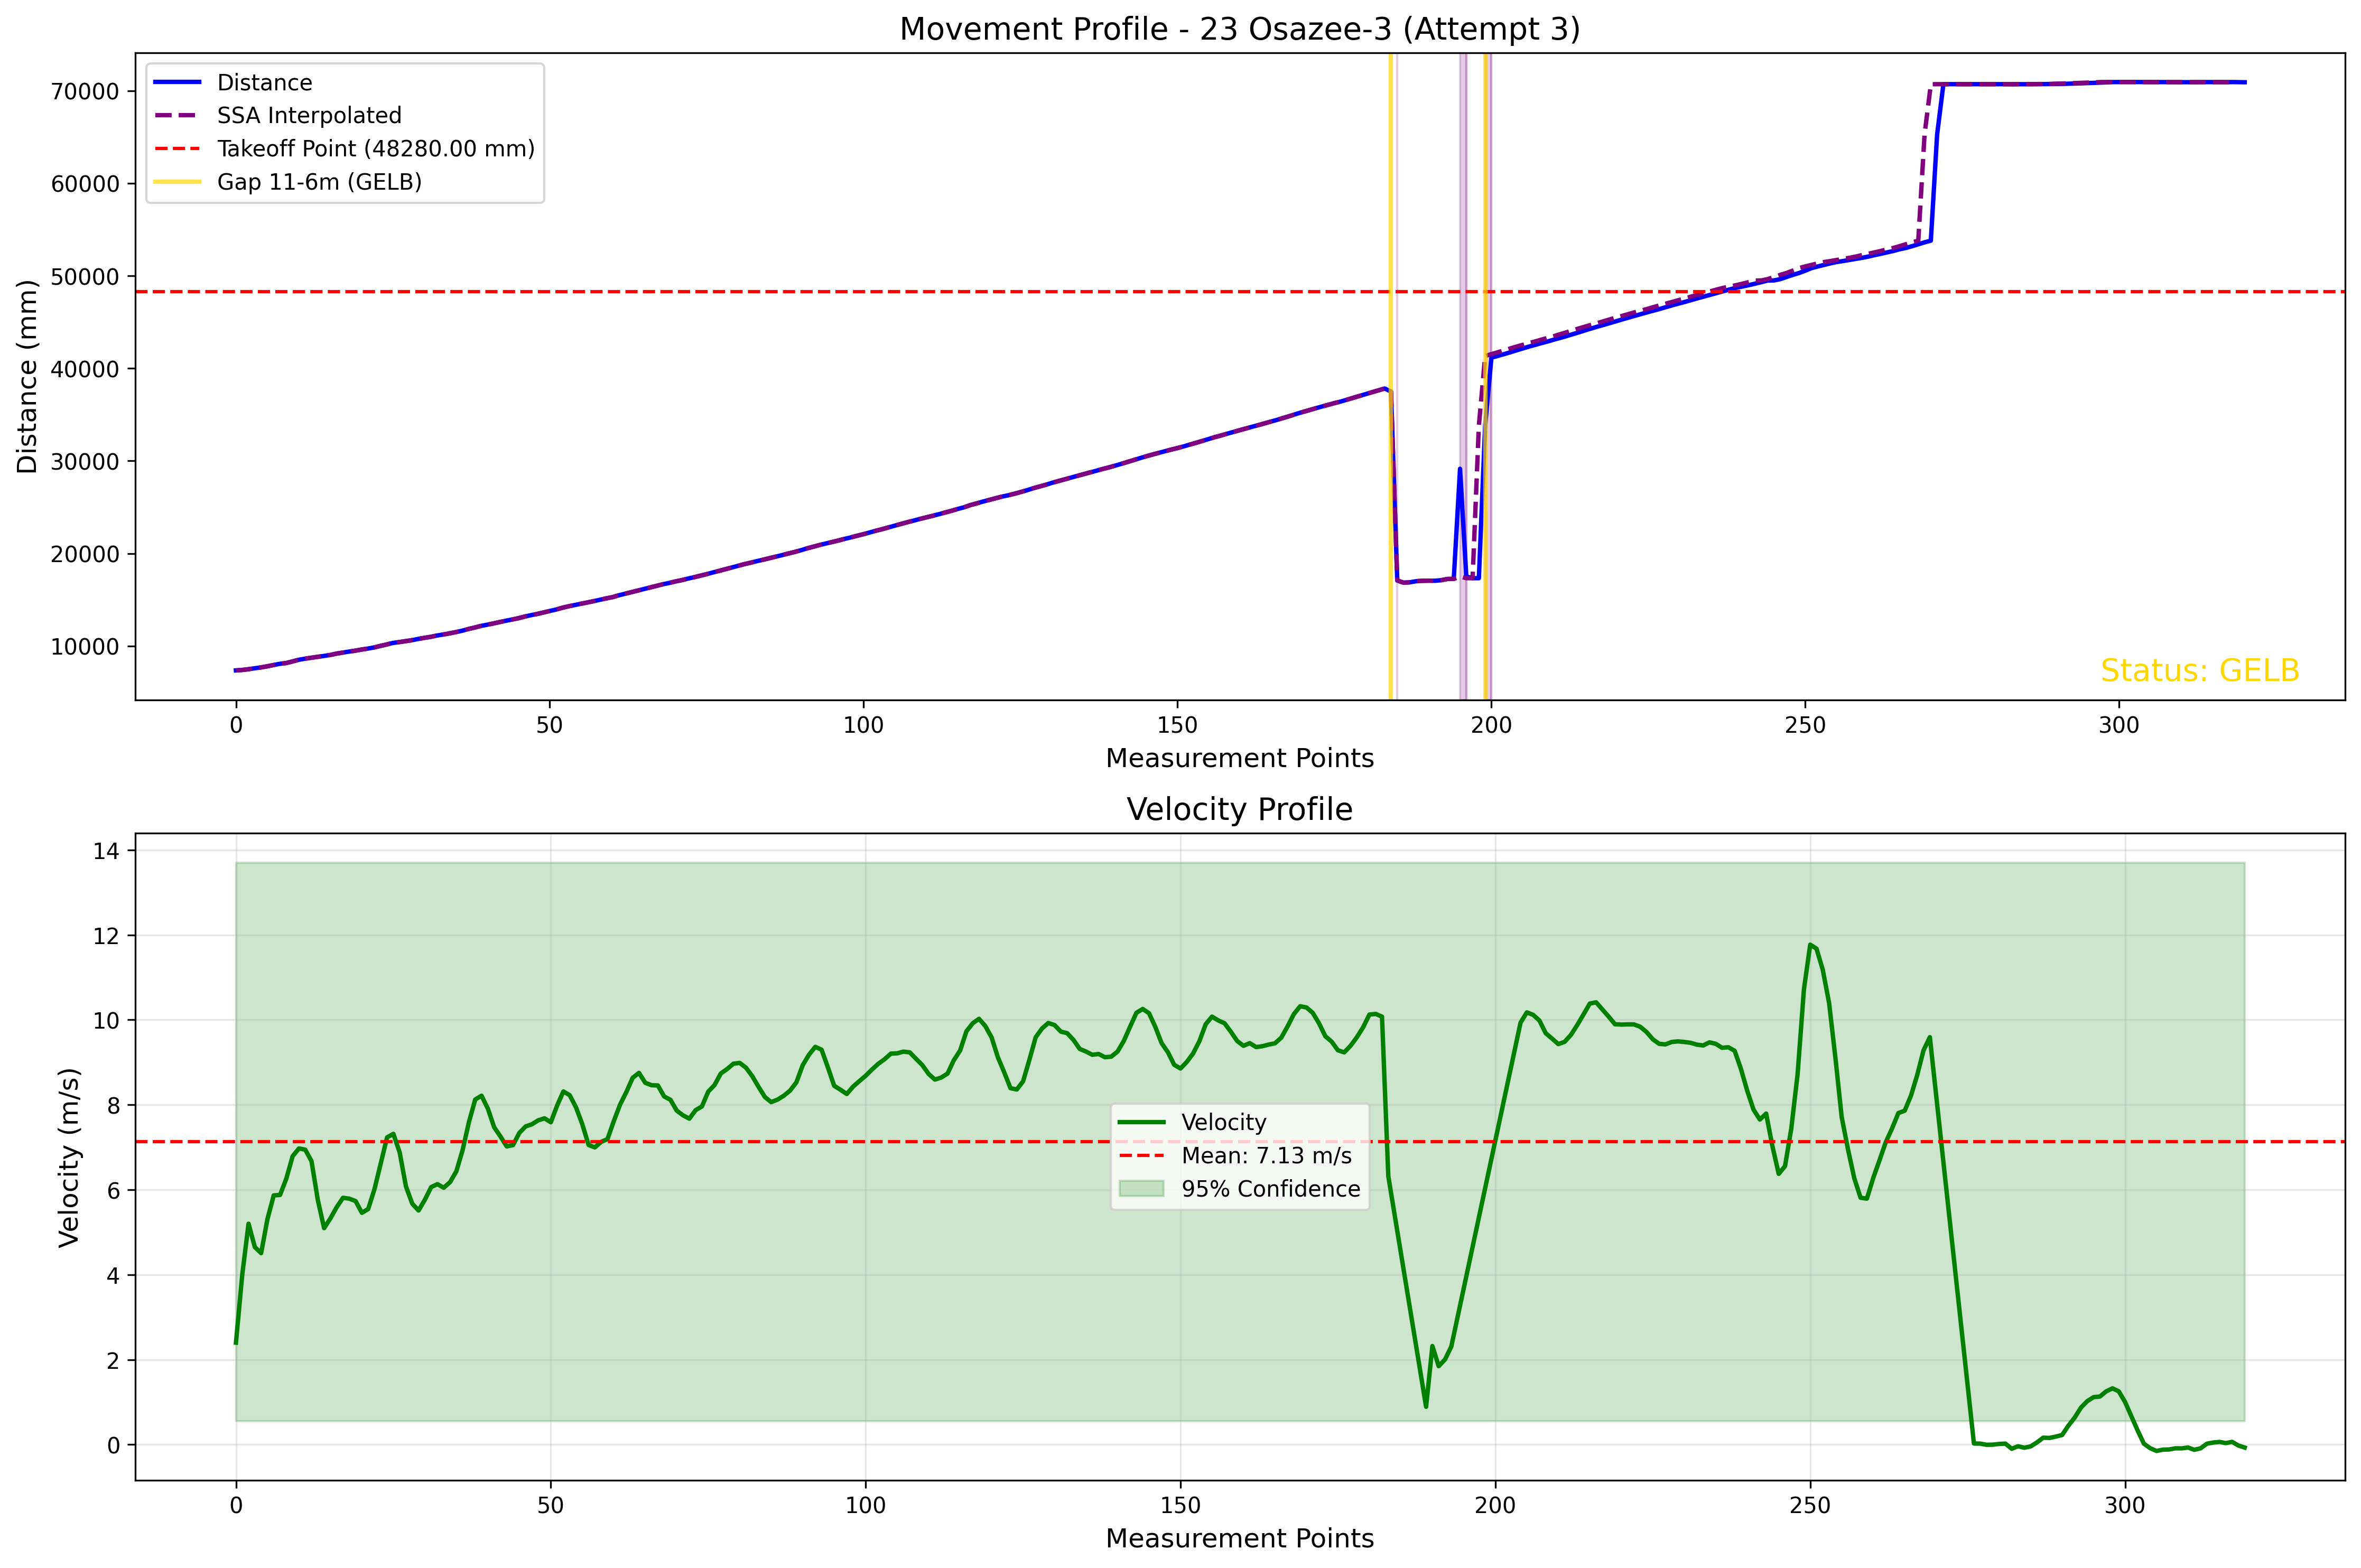 Movement Profile - 23 Osazee-3 (Attempt 3)
Distance (mm)
70000
60000
50000
40000
30000
20000
10000
Distance
SSA Interpolated
Takeoff Point (48280.00 mm)
Gap 11-6m (GELB)
Status: GELB
0 50 100 150 200 250 300
Measurement Points
Velocity Profile
Velocity (m/s)
14
12
10
8
6
4
2
0
Velocity
Mean: 7.13 m/s
95% Confidence
0 50 100 150 200 250 300
Measurement Points